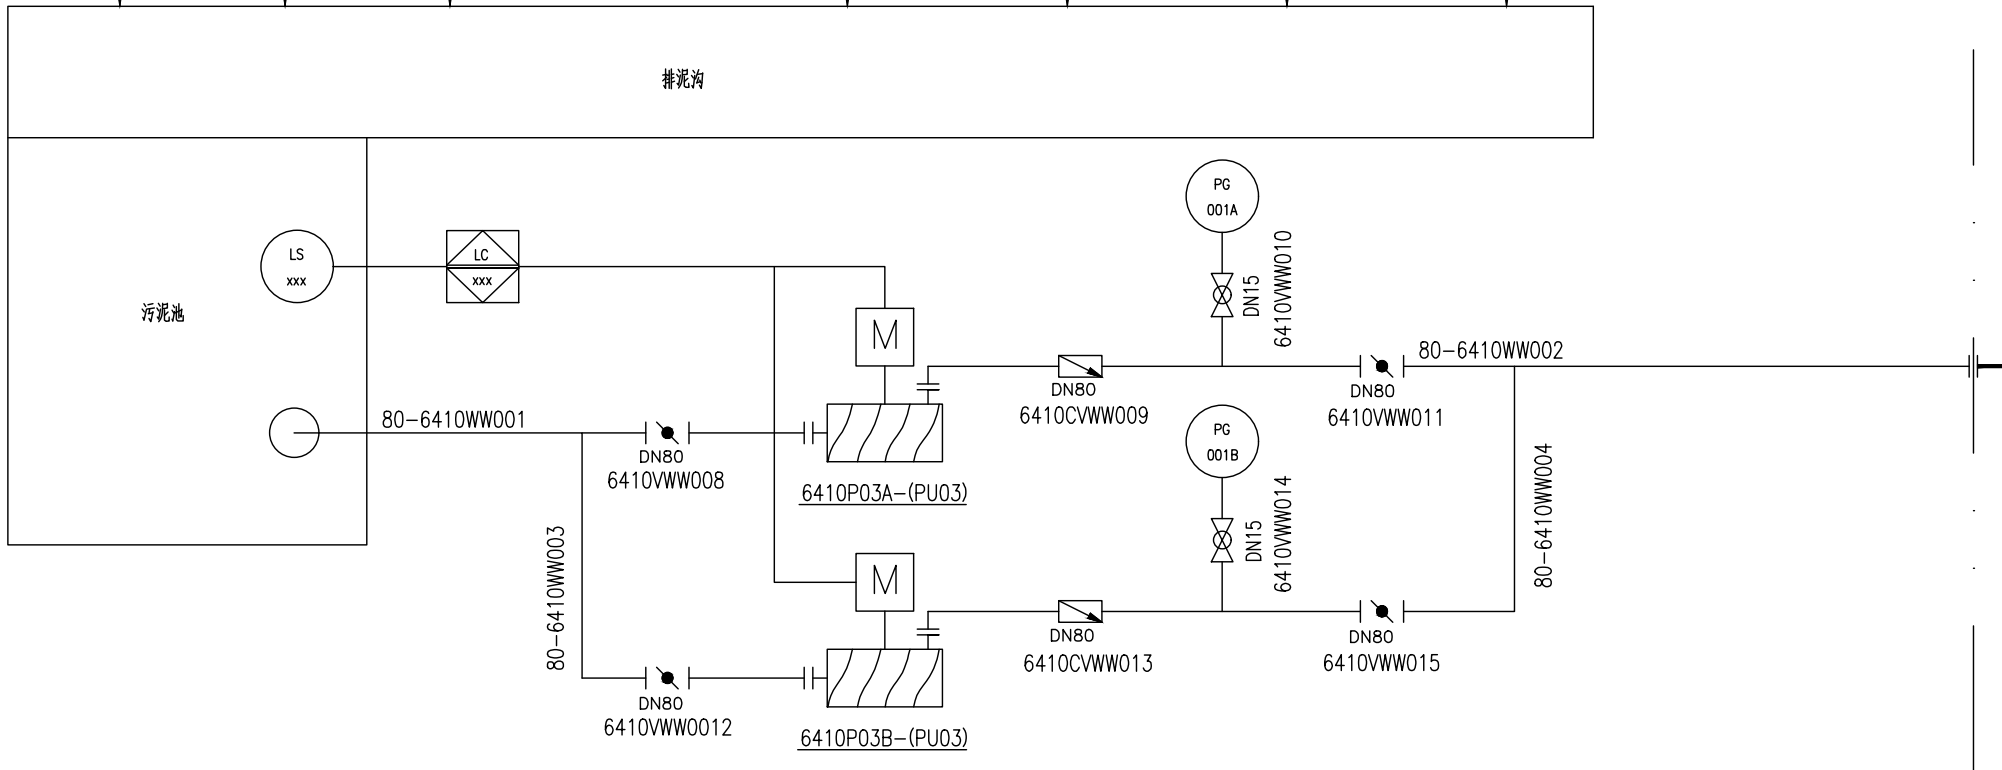 排泥沟
PG
001A
LS
xxx
LC
xxx
DN15
6410VWW010
污泥池
M
80-6410WW002
DN80
6410CVWW009
DN80
6410VWW011
80-6410WW001
DN80
6410VWW008
PG
001B
6410P03A-(PU03)
DN15
6410VWW014
80-6410WW004
80-6410WW003
M
DN80
6410CVWW013
DN80
6410VWW015
DN80
6410VWW0012
6410P03B-(PU03)